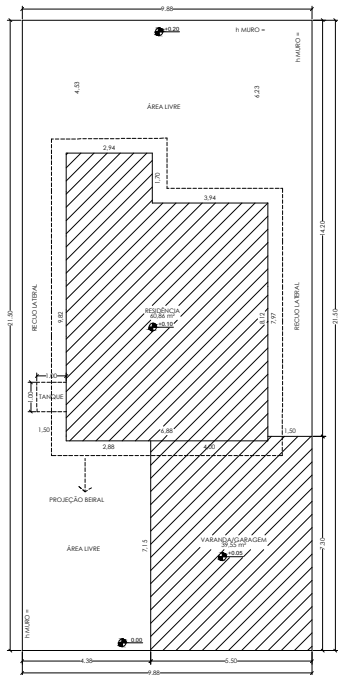 9.88
+0.20
h MURO =
h MURO =
4,53
6,23
ÁREA LIVRE
2,94
1,70
3,94
14.20
21.50
21.50
RECUO LATERAL
RECUO LATERAL
9,82
RESIDÊNCIA
60,86 m²
+0.10
8,12
7,97
1,00
1,00
TANQUE
1,50
6,88
1,50
2,88
4,00
PROJEÇÃO BEIRAL
ÁREA LIVRE
7,15
VARANDA/GARAGEM
39,55 m²
+0.05
7.30
h MURO =
0.00
4.38
5.50
9.88